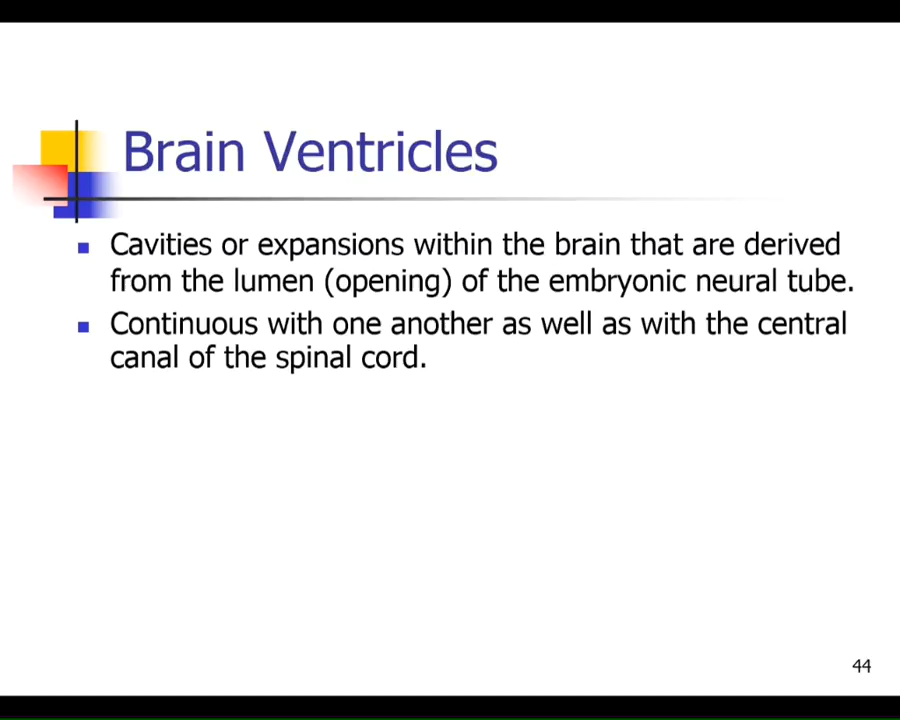 Brain Ventricles
Cavities or expansions within the brain that are derived
from the lumen (opening) of the embryonic neural tube.
Continuous with one another as well as with the central
canal of the spinal cord.
44